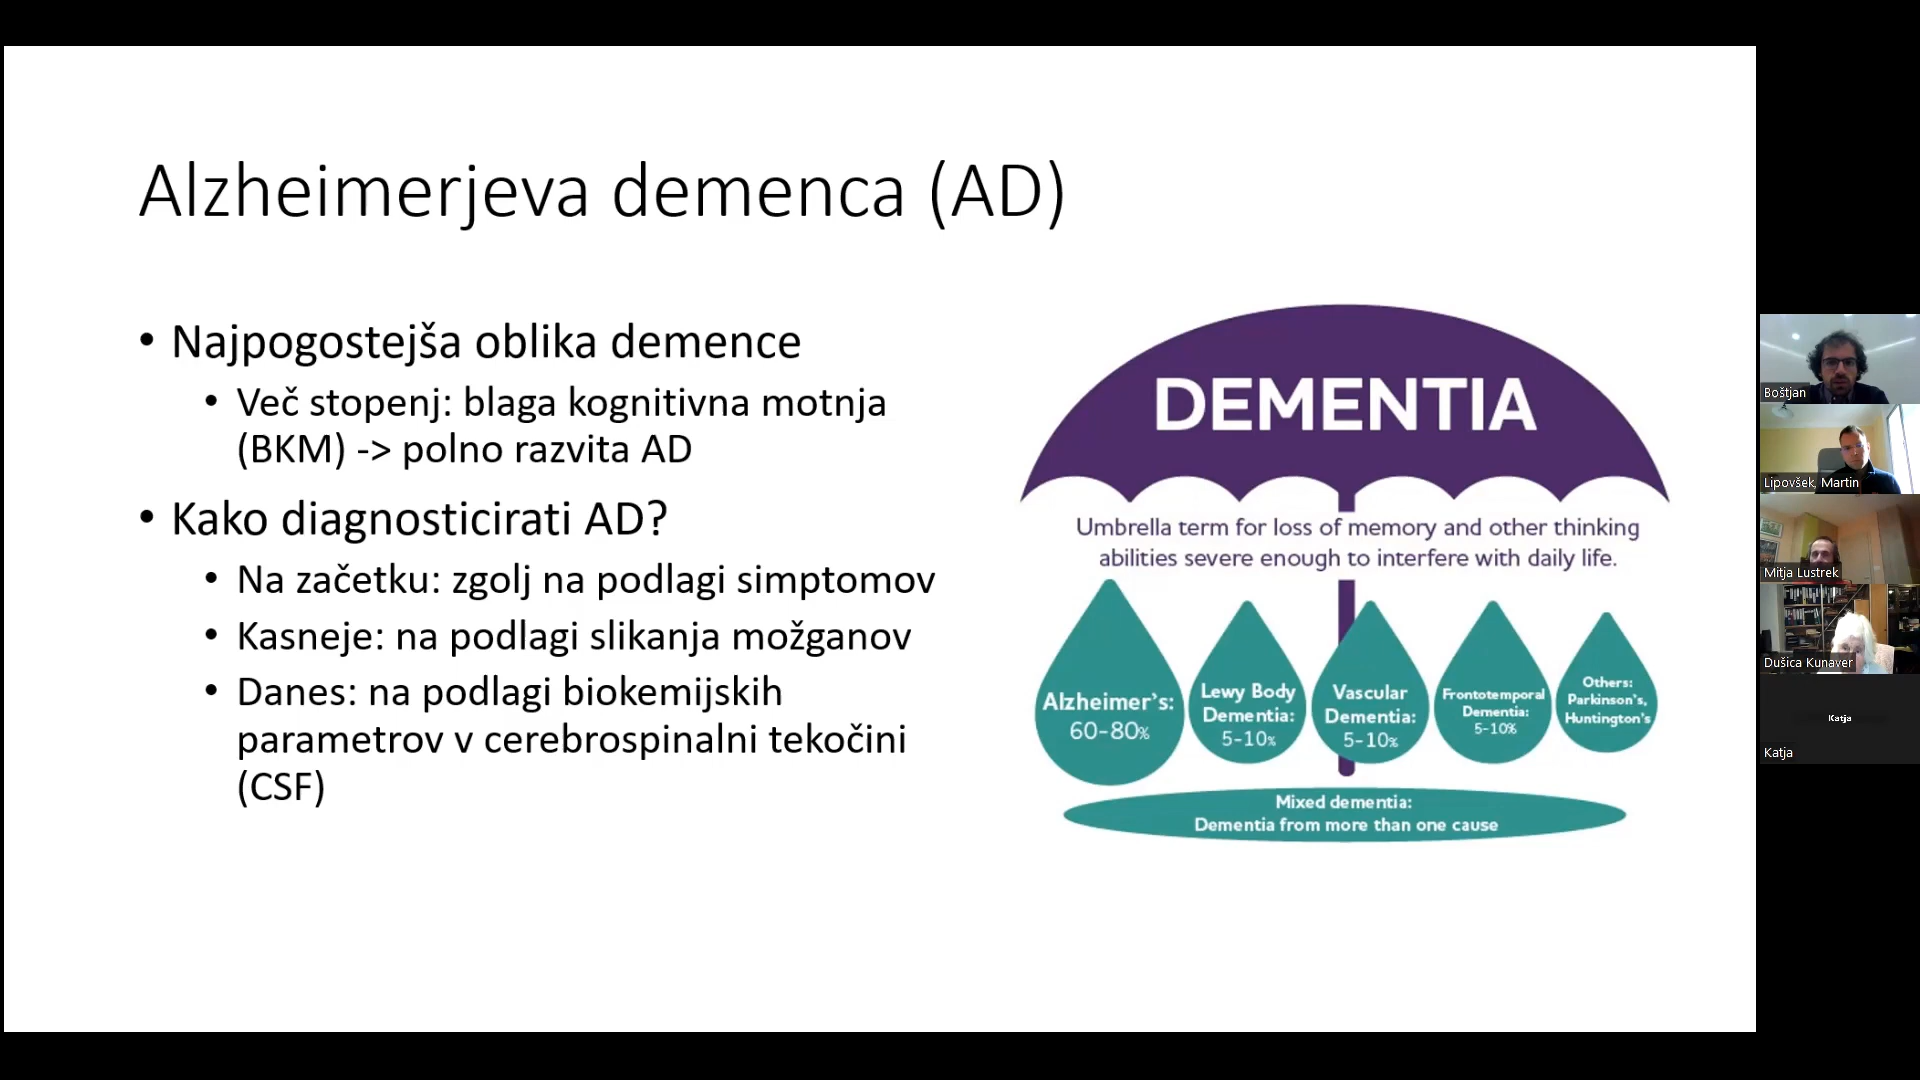 Alzheimerjeva demenca (AD)
• Najpogostejša oblika demence
• Več stopenj: blaga kognitivna motnja
(BKM) -> polno razvita AD
• Kako diagnosticirati AD?
• Na začetku: zgolj na podlagi simptomov
• Kasneje: na podlagi slikanja možganov
• Danes: na podlagi biokemijskih
parametrov v cerebrospinalni tekočini
(CSF)
DEMENTIA
Umbrella term for loss of memory and other thinking
abilities severe enough to interfere with daily life.
Alzheimer's:
60-80%
Lewy Body
Dementia:
5-10%
Vascular
Dementia:
5-10%
Frontotemporal
Dementia:
5-10%
Others:
Parkinson's,
Huntington's
Mixed dementia:
Dementia from more than one cause
Boštjan
Lipovšek, Martin
Mitja Lustrek
Dušica Kunaver
Katja
Katja